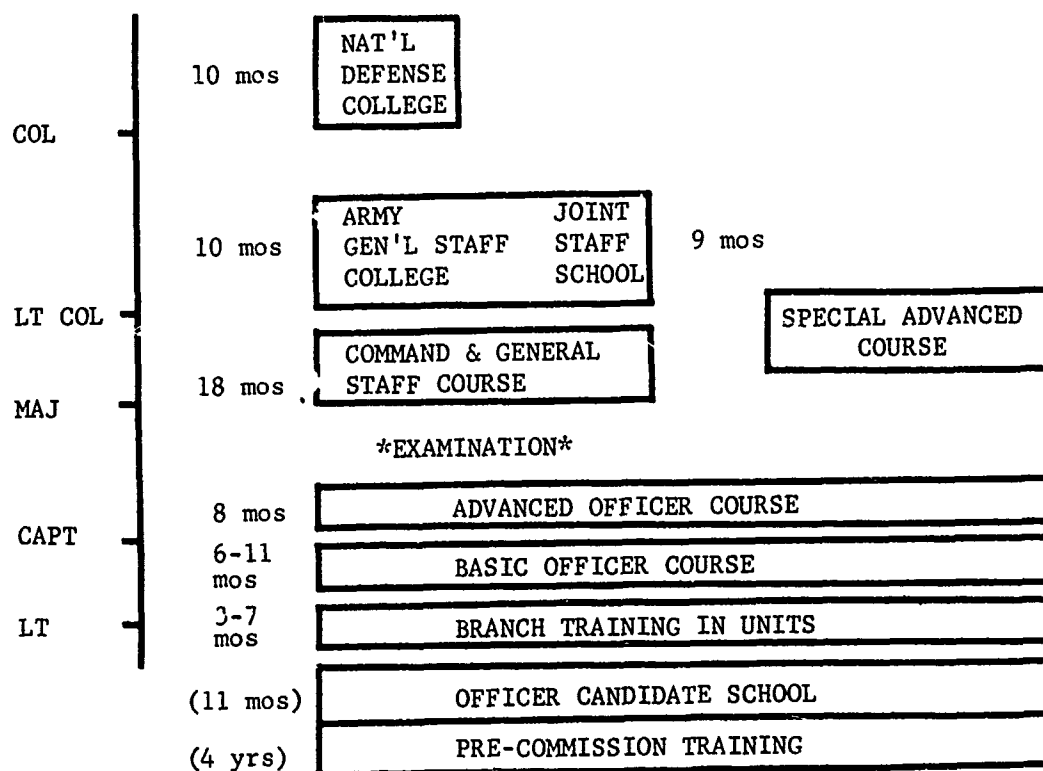 NAT'L
10 mos DEFENSE
COLLEGE
COL
ARMY JOINT
10 mos GEN'L STAFF STAFF 9 mos
COLLEGE SCHOOL
LT COL
SPECIAL ADVANCED
COURSE
COMMAND & GENERAL
18 mos STAFF COURSE
MAJ
*EXAMINATION*
8 mos ADVANCED OFFICER COURSE
CAPT
6-11
mos BASIC OFFICER COURSE
LT
-7
mos BRANCH TRAINING IN UNITS
(11 mos) OFFICER CANDIDATE SCHOOL
(4 yrs) PRE-COMMISSION TRAINING